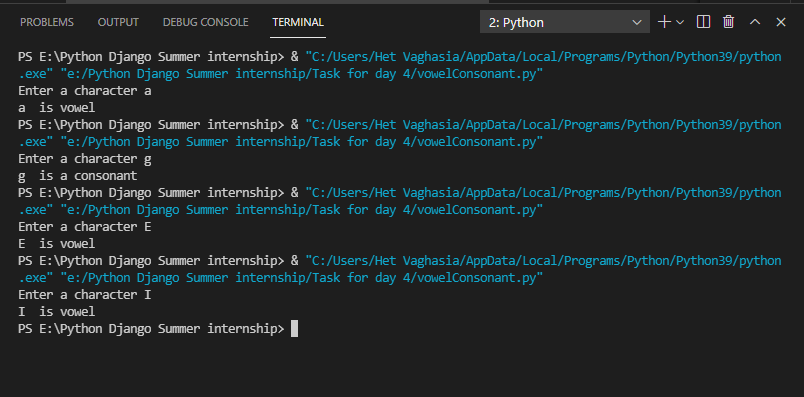 PROBLEMS OUTPUT DEBUG CONSOLE TERMINAL 2: Python
PS E:\Python Django Summer internship> & "C:/Users/Het Vaghasia/AppData/Local/Programs/Python/Python39/python
.exe" "e:/Python Django Summer internship/Task for day 4/vowelConsonant.py"
Enter a character a
a  is vowel
PS E:\Python Django Summer internship> & "C:/Users/Het Vaghasia/AppData/Local/Programs/Python/Python39/python
.exe" "e:/Python Django Summer internship/Task for day 4/vowelConsonant.py"
Enter a character g
g  is a consonant
PS E:\Python Django Summer internship> & "C:/Users/Het Vaghasia/AppData/Local/Programs/Python/Python39/python
.exe" "e:/Python Django Summer internship/Task for day 4/vowelConsonant.py"
Enter a character E
E  is vowel
PS E:\Python Django Summer internship> & "C:/Users/Het Vaghasia/AppData/Local/Programs/Python/Python39/python
.exe" "e:/Python Django Summer internship/Task for day 4/vowelConsonant.py"
Enter a character I
I  is vowel
PS E:\Python Django Summer internship>